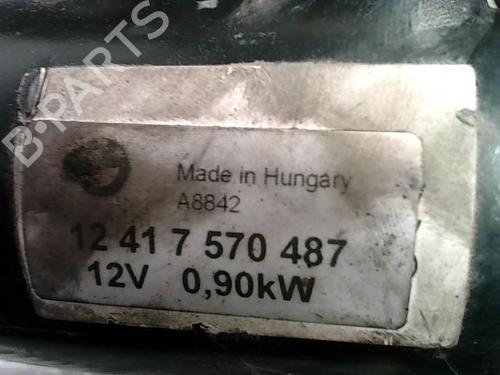 B-PARTS
Made in Hungary
A8842
12 41 7 570 487
12V 0,90kW